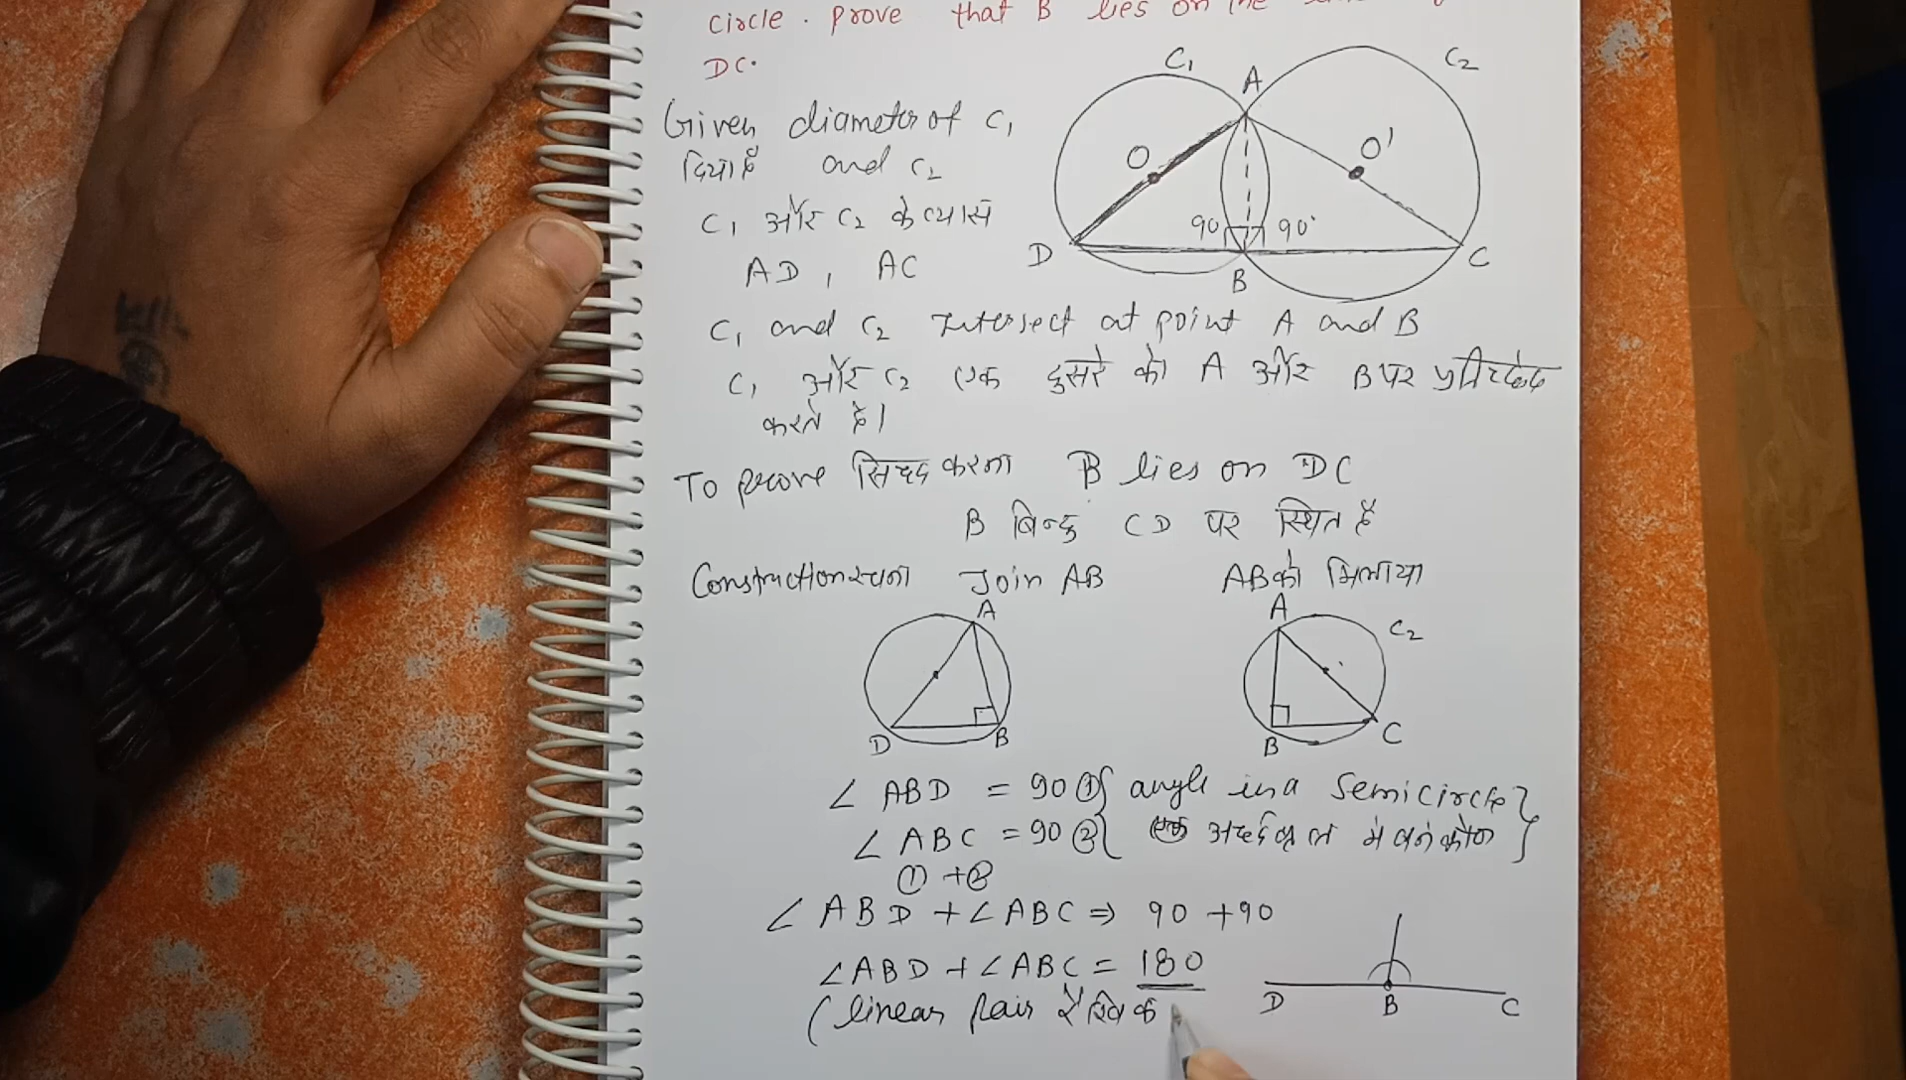 circle. prove that B lies on the
DC.
C₁ C₂
A
Given diameter of C₁
दिया है and C₂
O O'
C₁ और C₂ के व्यास
90 90°
AD, AC
D B C
C₁ and C₂ Intersect at point A and B
C₁ और C₂ एक दुसरे को A और B पर प्रतिच्छेद
करते है।
To prove सिद्ध करना B lies on DC
B बिन्दु CD पर स्थित है
Construction रचना Join AB AB को मिलाया
A A C₂
D B B C
∠ABD = 90 ① { angle in a semicircle }
∠ABC = 90 ② { एक अर्द्धवृत्त मे बने कोण }
① + ②
∠ABD + ∠ABC ⇒ 90 + 90
∠ABD + ∠ABC = 180
D B C
(linear pair रैखिक